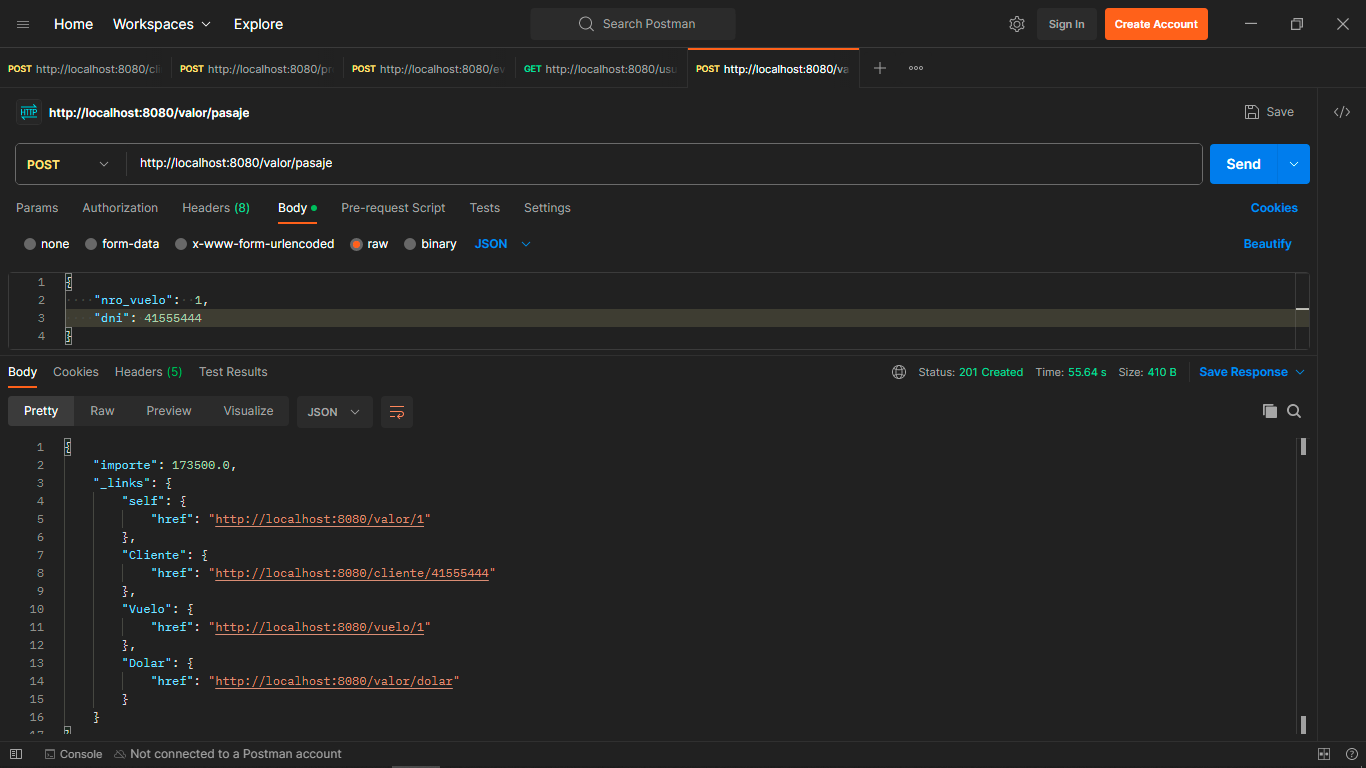 Home Workspaces Explore Search Postman Sign In Create Account
POST http://localhost:8080/cli POST http://localhost:8080/pr POST http://localhost:8080/ev GET http://localhost:8080/usu POST http://localhost:8080/va
HTTP http://localhost:8080/valor/pasaje Save
POST http://localhost:8080/valor/pasaje Send
Params Authorization Headers (8) Body Pre-request Script Tests Settings Cookies
none form-data x-www-form-urlencoded raw binary JSON Beautify
1 {
2 "nro_vuelo": 1,
3 "dni": 41555444
4 }
Body Cookies Headers (5) Test Results Status: 201 Created Time: 55.64 s Size: 410 B Save Response
Pretty Raw Preview Visualize JSON
1 {
2 "importe": 173500.0,
3 "_links": {
4 "self": {
5 "href": "http://localhost:8080/valor/1"
6 },
7 "Cliente": {
8 "href": "http://localhost:8080/cliente/41555444"
9 },
10 "Vuelo": {
11 "href": "http://localhost:8080/vuelo/1"
12 },
13 "Dolar": {
14 "href": "http://localhost:8080/valor/dolar"
15 }
16 }
17 }
Console Not connected to a Postman account